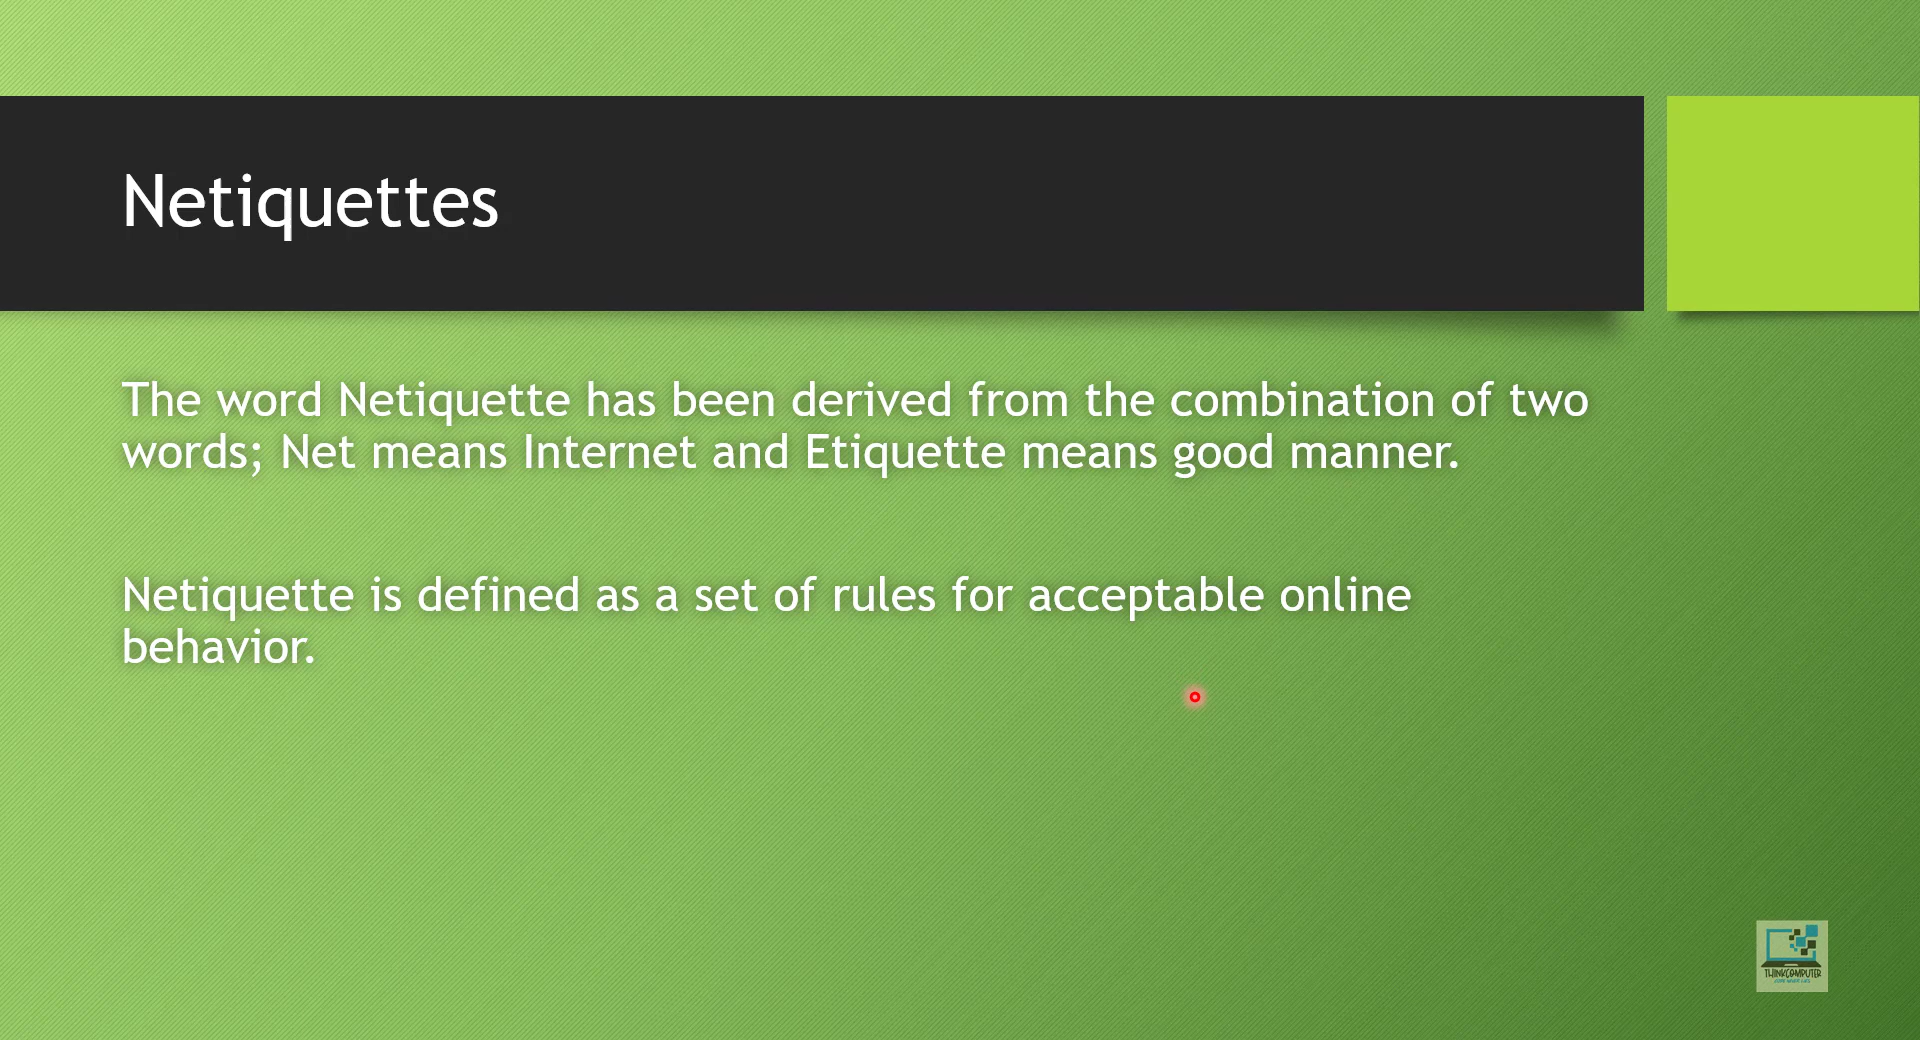 Netiquettes
The word Netiquette has been derived from the combination of two
words; Net means Internet and Etiquette means good manner.
Netiquette is defined as a set of rules for acceptable online
behavior.
THINKCOMPUTER